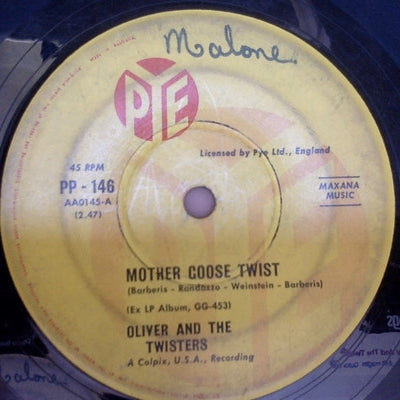 Malone.
PYE
Licensed by Pye Ltd., England
45 RPM
PP - 146
AA0145-A
(2.47)
MAXANA
MUSIC
MOTHER GOOSE TWIST
(Barberis - Randazzo - Weinstein - Barberis)
(Ex LP Album, GG-453)
OLIVER AND THE
TWISTERS
A Colpix, U.S.A., Recording
Malone